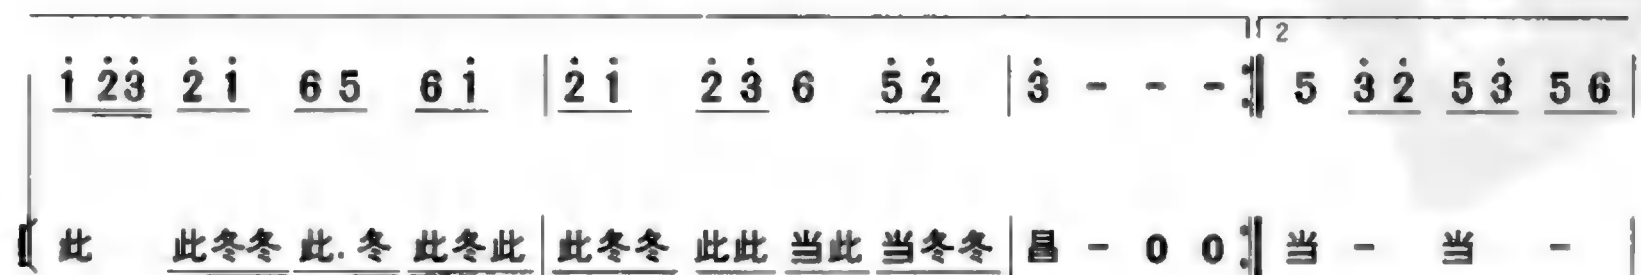 2
1̇ 2̇3̇ 2̇ 1̇ 6 5 6 1̇ | 2̇ 1̇ 2̇ 3̇ 6 5̇ 2̇ | 3̇ - - - :‖ 5 3̇ 2̇ 5 3̇ 5 6 |
此 此冬冬 此. 冬 此冬此 | 此冬冬 此此 当此 当冬冬 | 昌 - 0 0 :‖ 当 - 当 - |